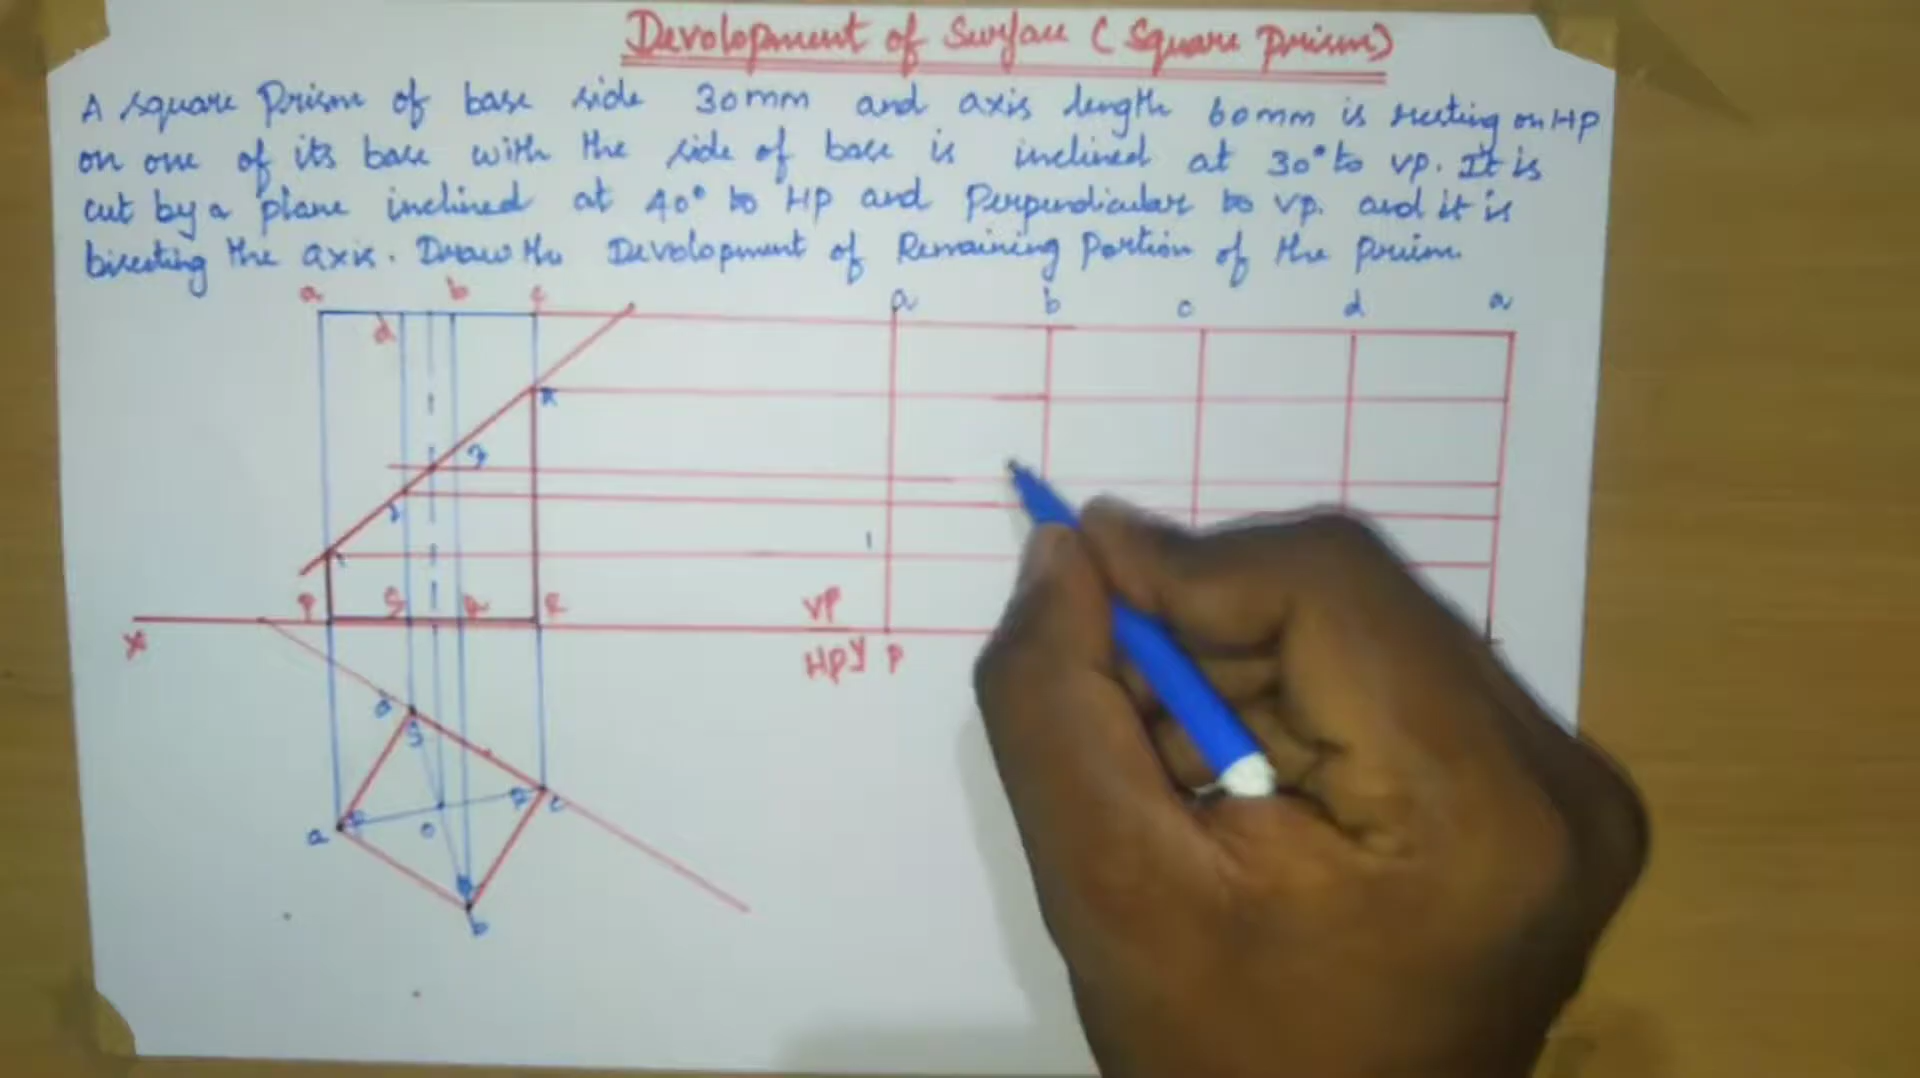 Devolopment of Surface (Square Prism)
A square Prism of base side 30mm and axis length 60mm is resting on HP
on one of its base with the side of base is inclined at 30° to VP. It is
cut by a plane inclined at 40° to HP and Perpendicular to VP. and it is
bisecting the axis. Draw the Devolopment of Remaining Portion of the Prism.
a b c a b c d a
d
3
1
P S R VP
X HP Y P
S
a o c
b